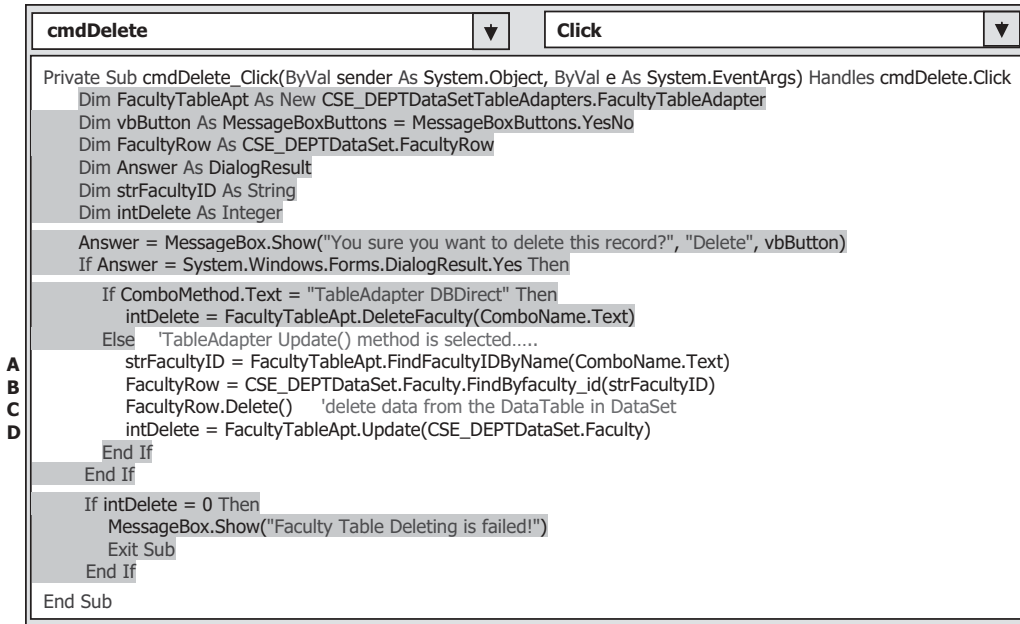 cmdDelete
Click
Private Sub cmdDelete_Click(ByVal sender As System.Object, ByVal e As System.EventArgs) Handles cmdDelete.Click
Dim FacultyTableApt As New CSE_DEPTDataSetTableAdapters.FacultyTableAdapter
Dim vbButton As MessageBoxButtons = MessageBoxButtons.YesNo
Dim FacultyRow As CSE_DEPTDataSet.FacultyRow
Dim Answer As DialogResult
Dim strFacultyID As String
Dim intDelete As Integer
Answer = MessageBox.Show("You sure you want to delete this record?", "Delete", vbButton)
If Answer = System.Windows.Forms.DialogResult.Yes Then
If ComboMethod.Text = "TableAdapter DBDirect" Then
intDelete = FacultyTableApt.DeleteFaculty(ComboName.Text)
Else 'TableAdapter Update() method is selected.....
A strFacultyID = FacultyTableApt.FindFacultyIDByName(ComboName.Text)
B FacultyRow = CSE_DEPTDataSet.Faculty.FindByfaculty_id(strFacultyID)
C FacultyRow.Delete() 'delete data from the DataTable in DataSet
D intDelete = FacultyTableApt.Update(CSE_DEPTDataSet.Faculty)
End If
End If
If intDelete = 0 Then
MessageBox.Show("Faculty Table Deleting is failed!")
Exit Sub
End If
End Sub